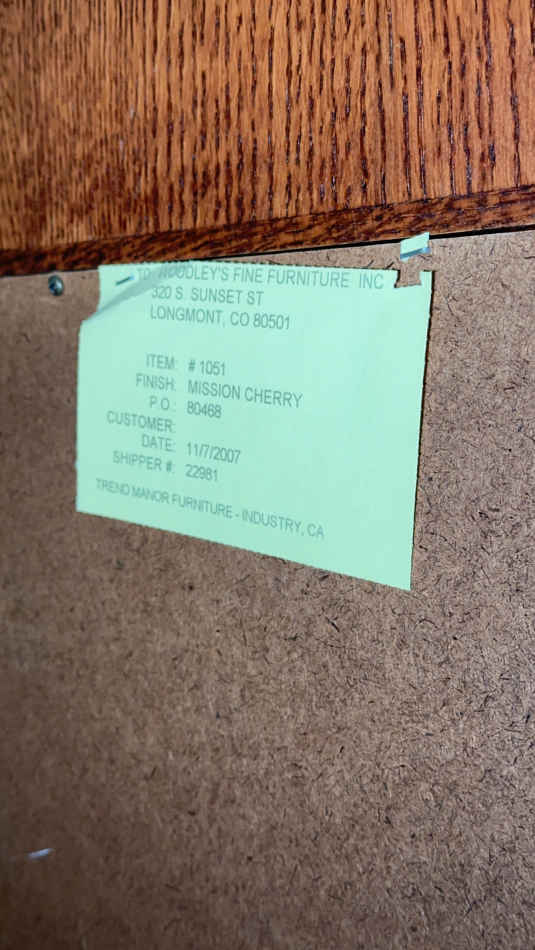 TO: WOODLEY'S FINE FURNITURE INC
320 S. SUNSET ST
LONGMONT, CO 80501
ITEM: # 1051
FINISH: MISSION CHERRY
P.O.: 80468
CUSTOMER:
DATE: 11/7/2007
SHIPPER #: 22981
TREND MANOR FURNITURE - INDUSTRY, CA